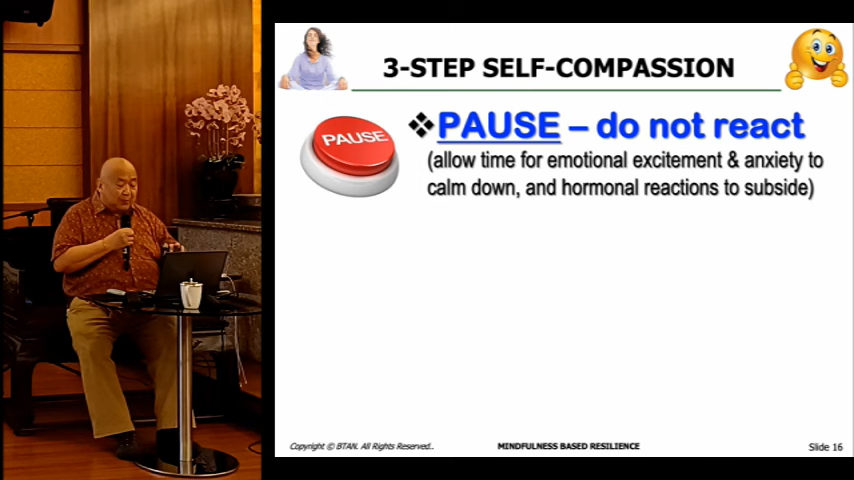 3-STEP SELF-COMPASSION
PAUSE
❖PAUSE – do not react
(allow time for emotional excitement & anxiety to
calm down, and hormonal reactions to subside)
Copyright © BTAN. All Rights Reserved..
MINDFULNESS BASED RESILIENCE
Slide 16